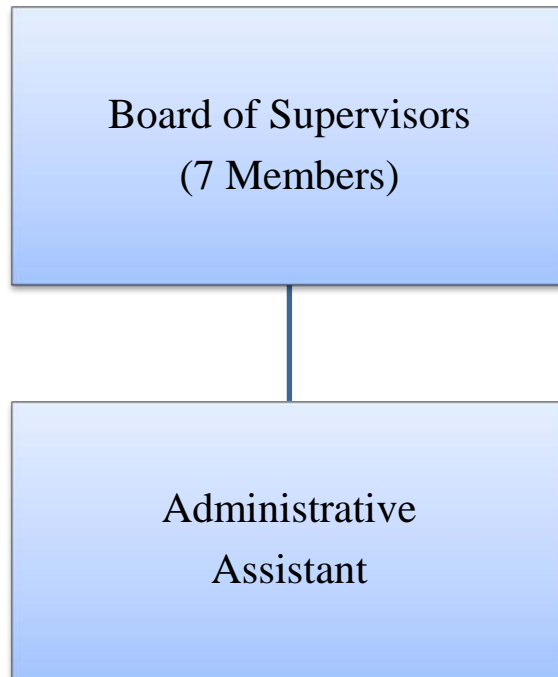 Board of Supervisors
(7 Members)
Administrative
Assistant